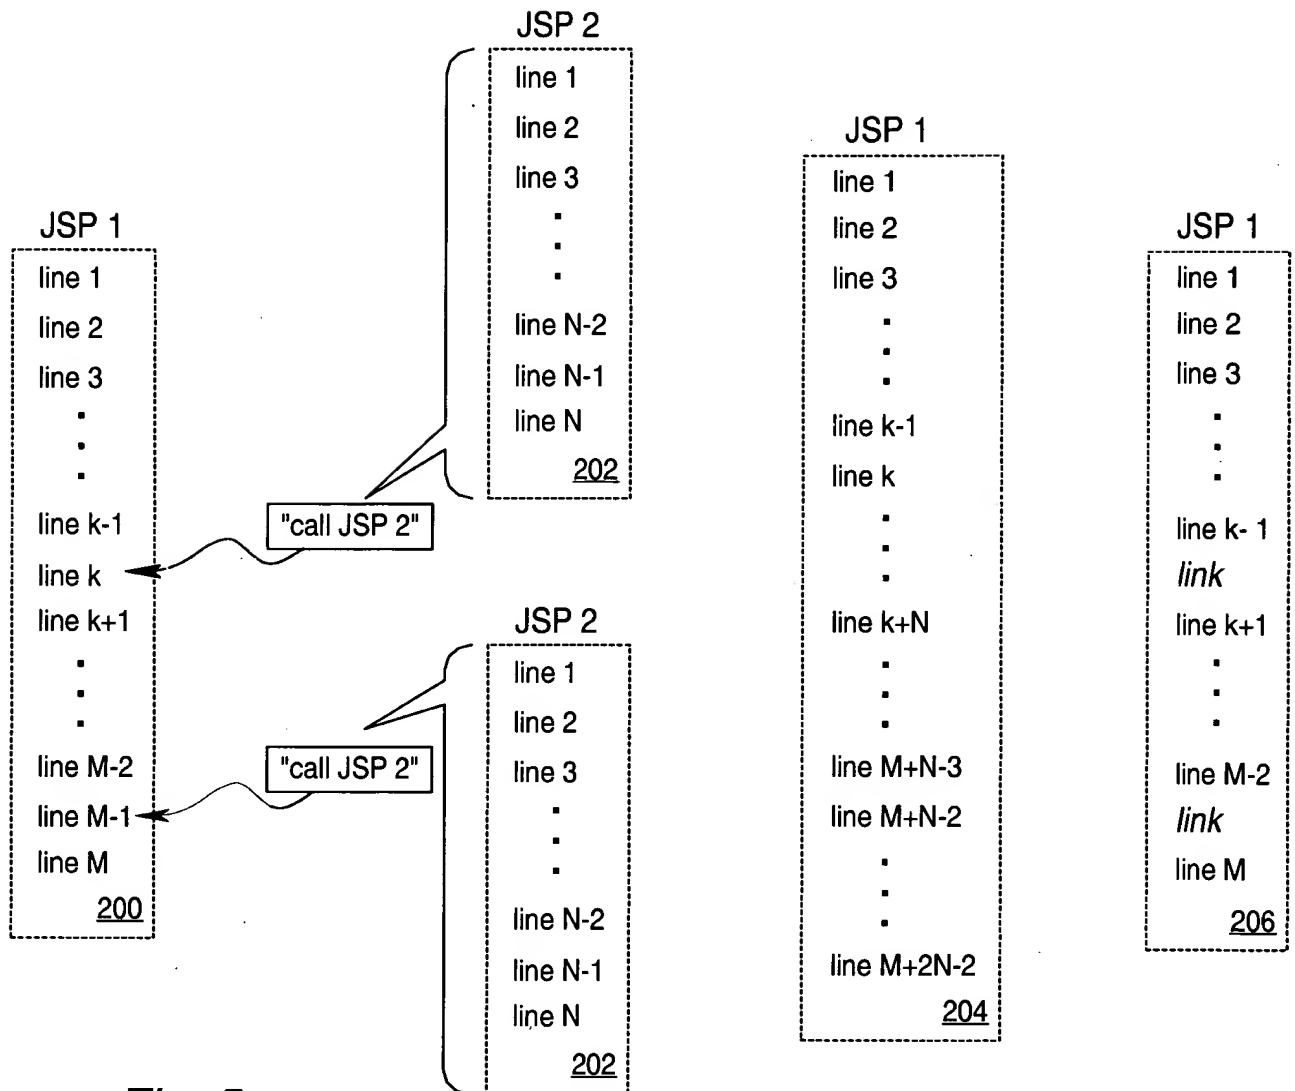 JSP 1
line 1
line 2
line 3
line k-1
line k
line k+1
line M-2
line M-1
line M
200
"call JSP 2"
"call JSP 2"
JSP 2
line 1
line 2
line 3
line N-2
line N-1
line N
202
JSP 2
line 1
line 2
line 3
line N-2
line N-1
line N
202
JSP 1
line 1
line 2
line 3
line k-1
line k
line k+N
line M+N-3
line M+N-2
line M+2N-2
204
JSP 1
line 1
line 2
line 3
line k- 1
link
line k+1
line M-2
link
line M
206